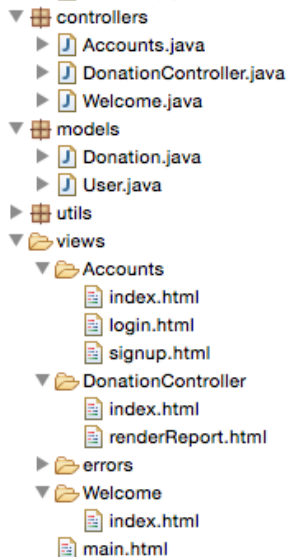 controllers
Accounts.java
DonationController.java
Welcome.java
models
Donation.java
User.java
utils
views
Accounts
index.html
login.html
signup.html
DonationController
index.html
renderReport.html
errors
Welcome
index.html
main.html